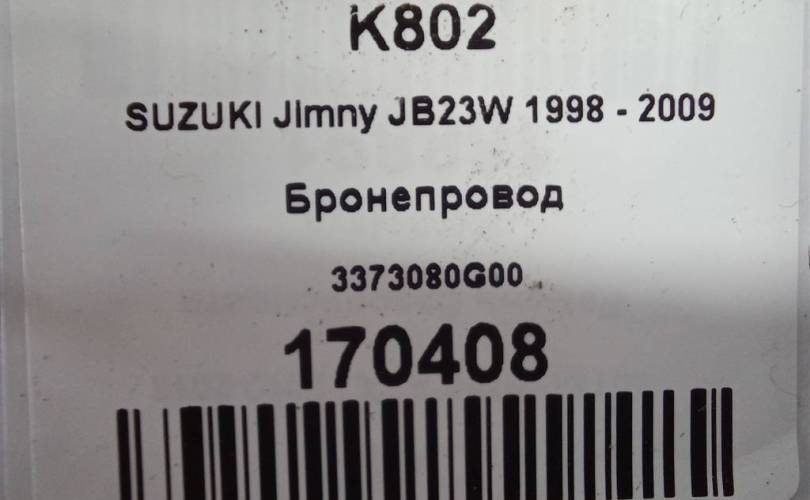 K802
SUZUKI JImny JB23W 1998 - 2009
Бронепровод
3373080G00
170408